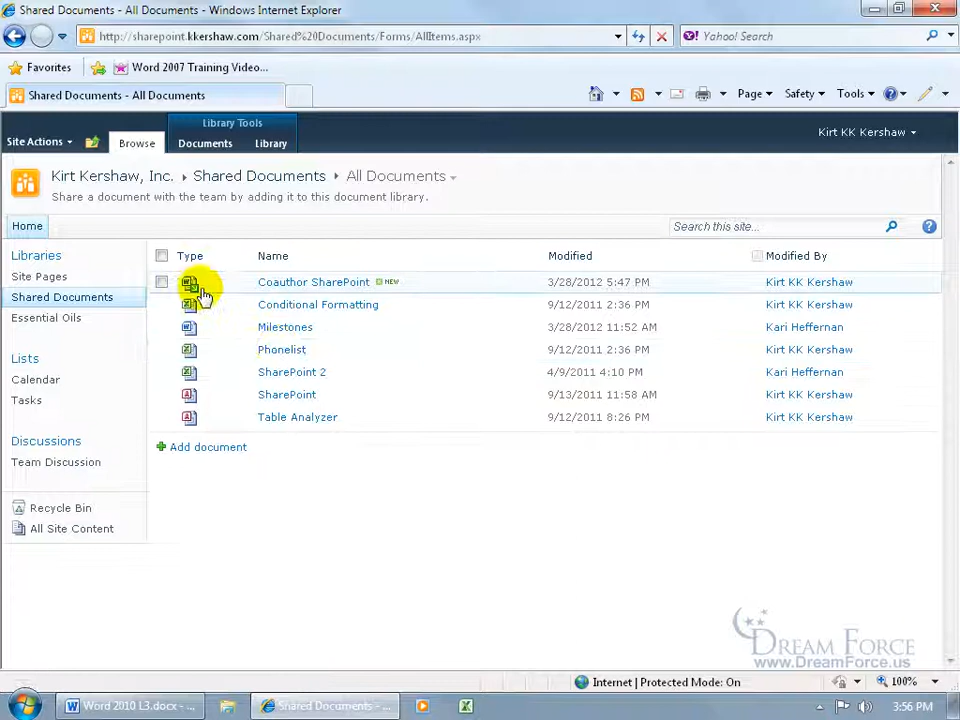 Shared Documents - All Documents - Windows Internet Explorer
http://sharepoint.kkershaw.com/Shared%20Documents/Forms/AllItems.aspx
Yahoo! Search
Favorites
Word 2007 Training Video...
Shared Documents - All Documents
Page
Safety
Tools
Library Tools
Site Actions
Browse
Documents
Library
Kirt KK Kershaw
Kirt Kershaw, Inc.
Shared Documents
All Documents
Share a document with the team by adding it to this document library.
Home
Search this site...
Libraries
Site Pages
Shared Documents
Essential Oils
Lists
Calendar
Tasks
Discussions
Team Discussion
Recycle Bin
All Site Content
Type Name Modified Modified By
Coauthor SharePoint NEW 3/28/2012 5:47 PM Kirt KK Kershaw
Conditional Formatting 9/12/2011 2:36 PM Kirt KK Kershaw
Milestones 3/28/2012 11:52 AM Kari Heffernan
Phonelist 9/12/2011 2:36 PM Kirt KK Kershaw
SharePoint 2 4/9/2011 4:10 PM Kari Heffernan
SharePoint 9/13/2011 11:58 AM Kirt KK Kershaw
Table Analyzer 9/12/2011 8:26 PM Kirt KK Kershaw
Add document
DREAM FORCE
www.DreamForce.us
Internet | Protected Mode: On
100%
Word 2010 L3.docx - ...
Shared Documents - ...
3:56 PM